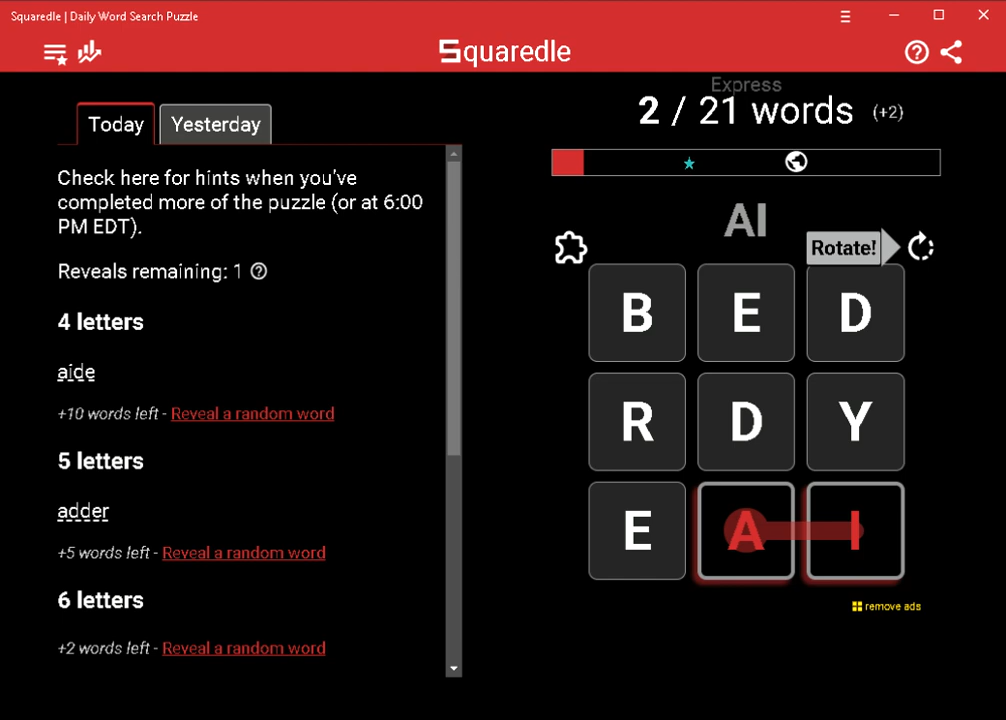 Squaredle | Daily Word Search Puzzle
Squaredle
Today
Yesterday
Check here for hints when you've
completed more of the puzzle (or at 6:00
PM EDT).
Reveals remaining: 1
4 letters
aide
+10 words left - Reveal a random word
5 letters
adder
+5 words left - Reveal a random word
6 letters
+2 words left - Reveal a random word
Express
2 / 21 words (+2)
AI
Rotate!
B E D
R D Y
E A I
remove ads